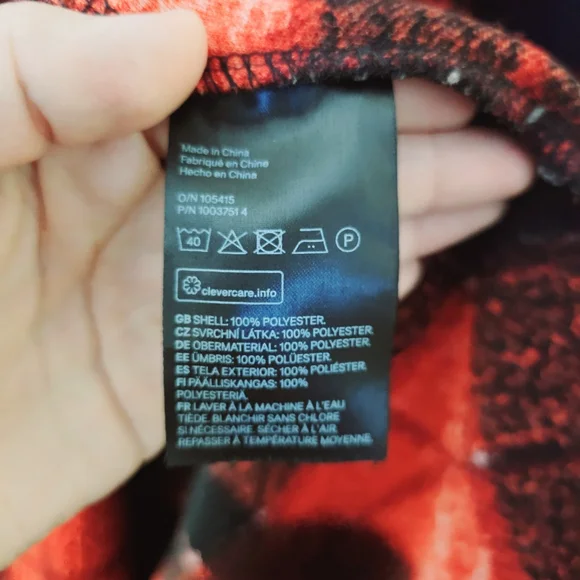 Made in China
Fabriqué en Chine
Hecho en China
O/N 105415
P/N 1003751 4
40 P
clevercare.info
GB SHELL: 100% POLYESTER.
CZ SVRCHNÍ LÁTKA: 100% POLYESTER.
DE OBERMATERIAL: 100% POLYESTER.
EE ÜMBRIS: 100% POLÜESTER.
ES TELA EXTERIOR: 100% POLIÉSTER.
FI PÄÄLLISKANGAS: 100%
POLYESTERIÄ.
FR LAVER À LA MACHINE À L'EAU
TIÈDE. BLANCHIR SANS CHLORE
SI NÉCESSAIRE. SÉCHER À L'AIR.
REPASSER À TEMPÉRATURE MOYENNE.